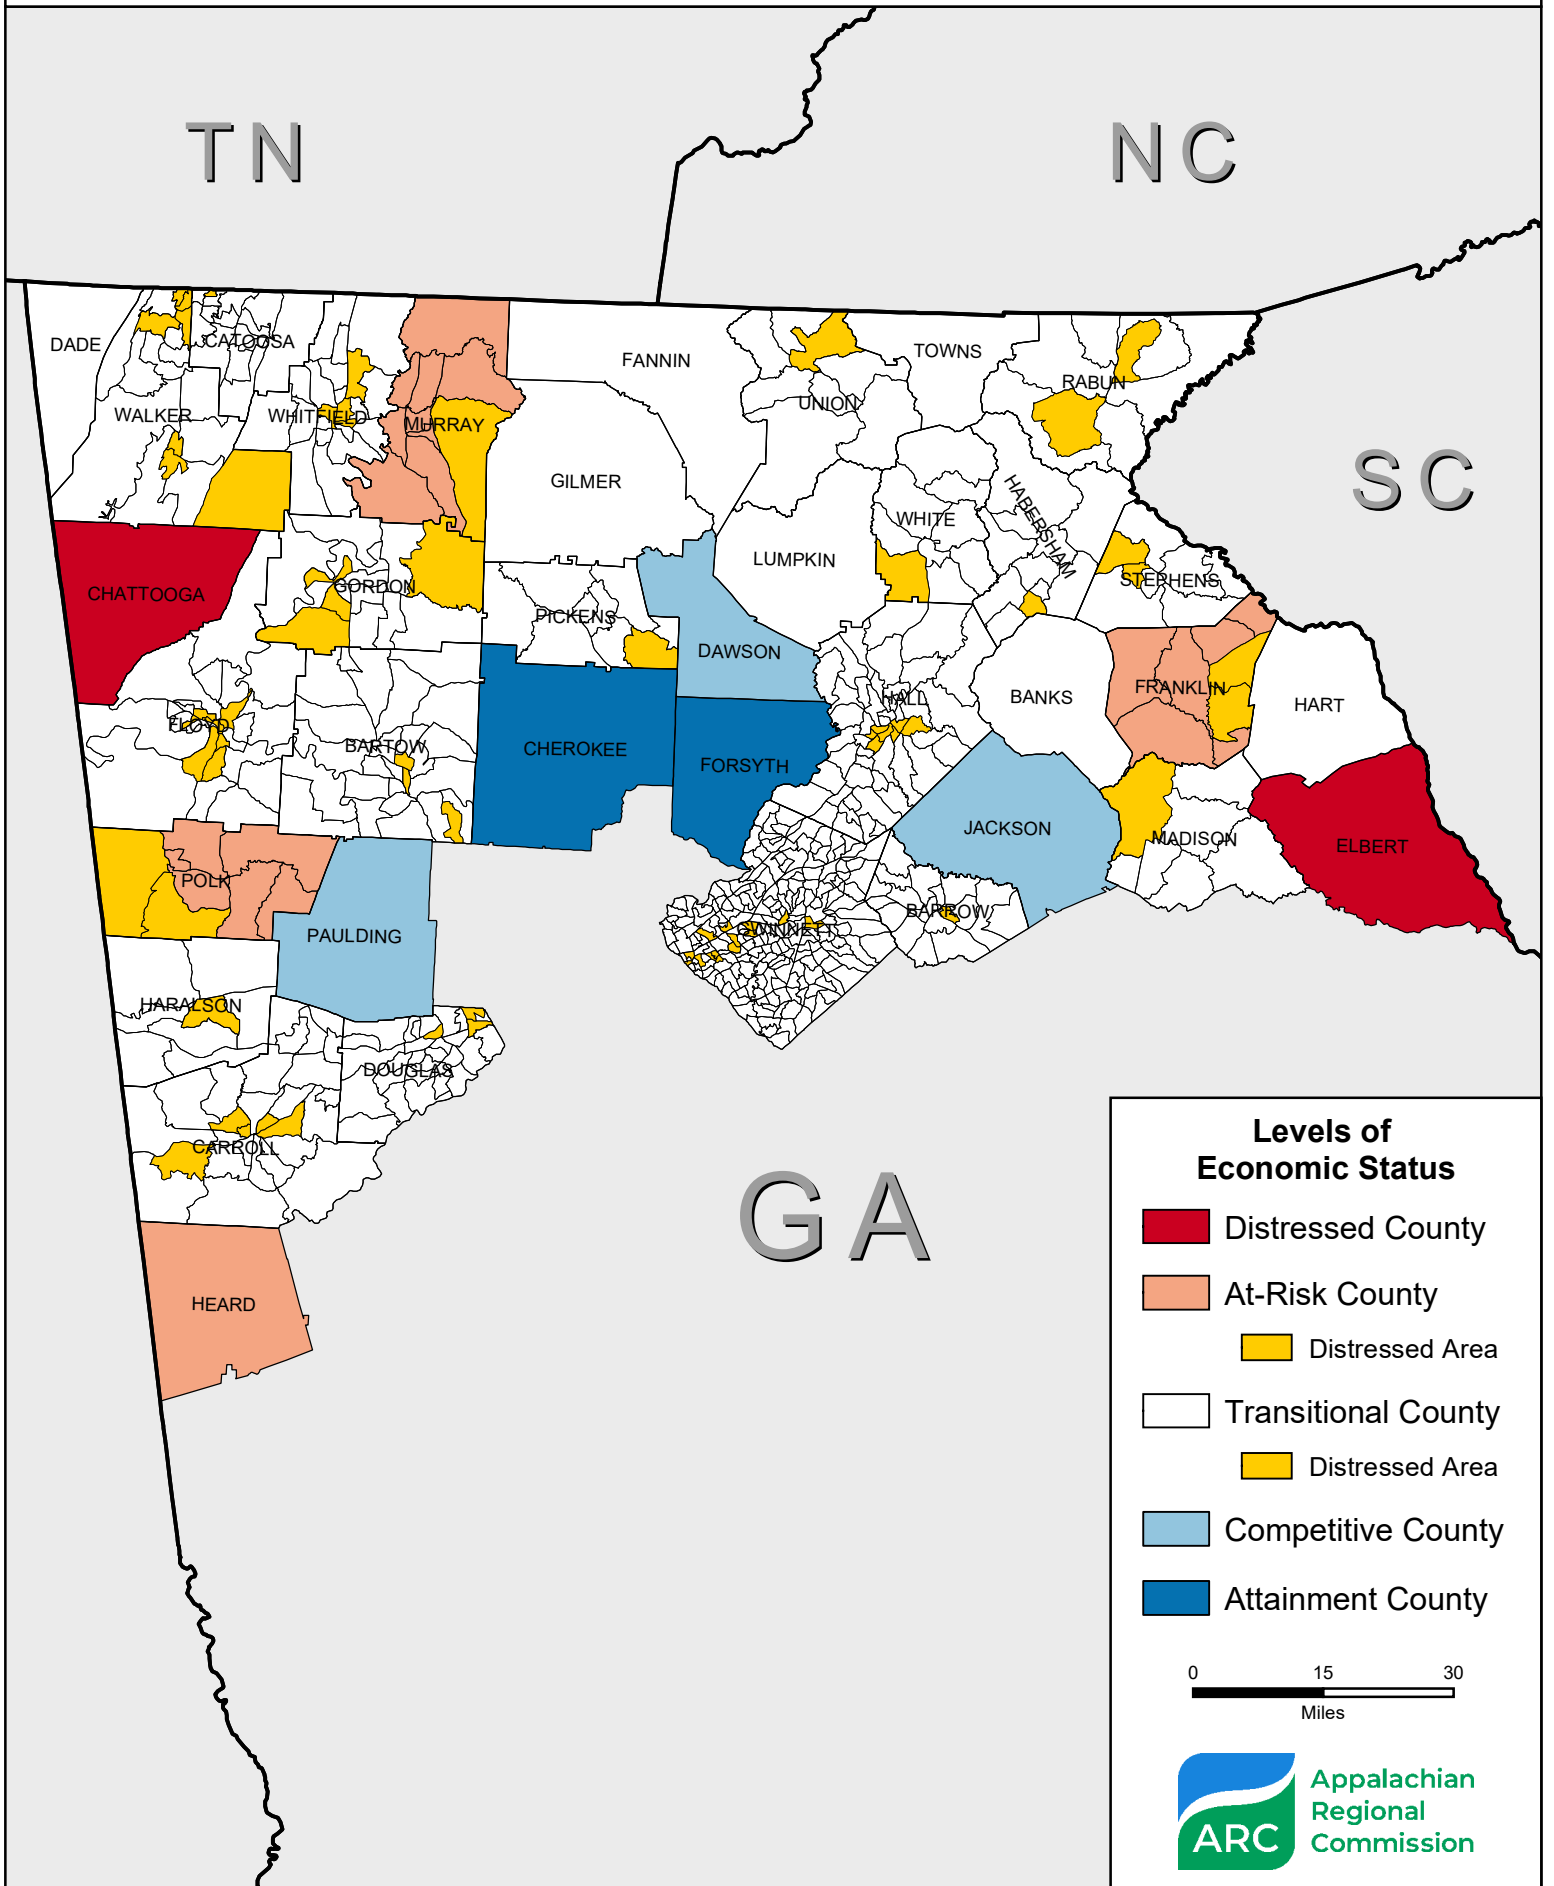 TN
NC
SC
GA
DADE
CATOOSA
WALKER
WHITFIELD
MURRAY
FANNIN
GILMER
UNION
TOWNS
RABUN
CHATTOOGA
GORDON
PICKENS
LUMPKIN
WHITE
HABERSHAM
STEPHENS
DAWSON
HALL
BANKS
FRANKLIN
HART
FLOYD
BARTOW
CHEROKEE
FORSYTH
JACKSON
MADISON
ELBERT
POLK
PAULDING
GWINNETT
BARROW
HARALSON
DOUGLAS
CARROLL
HEARD
Levels of
Economic Status
Distressed County
At-Risk County
Distressed Area
Transitional County
Distressed Area
Competitive County
Attainment County
0 15 30
Miles
ARC
Appalachian
Regional
Commission